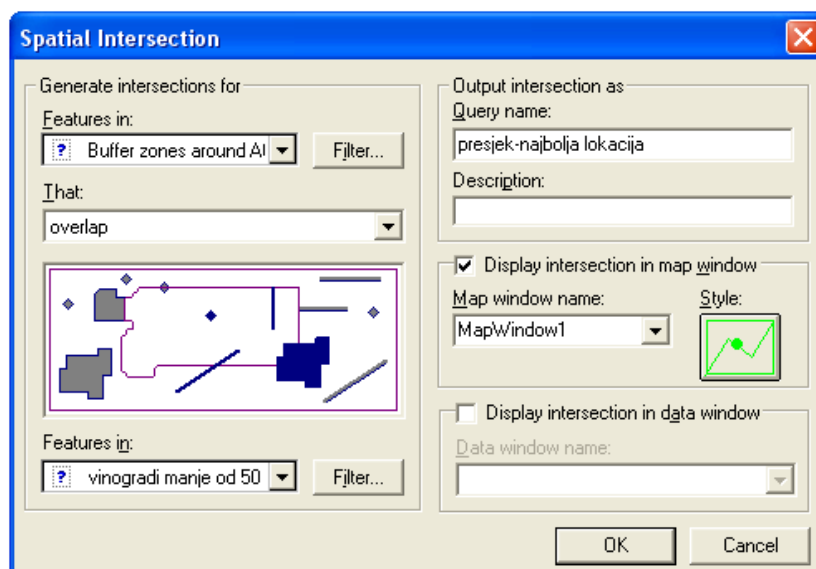 Spatial Intersection
Generate intersections for
Features in:
Buffer zones around A
Filter...
That:
overlap
Features in:
vinogradi manje od 50
Filter...
Output intersection as
Query name:
presjek-najbolja lokacija
Description:
Display intersection in map window
Map window name:
MapWindow1
Style:
Display intersection in data window
Data window name:
OK
Cancel